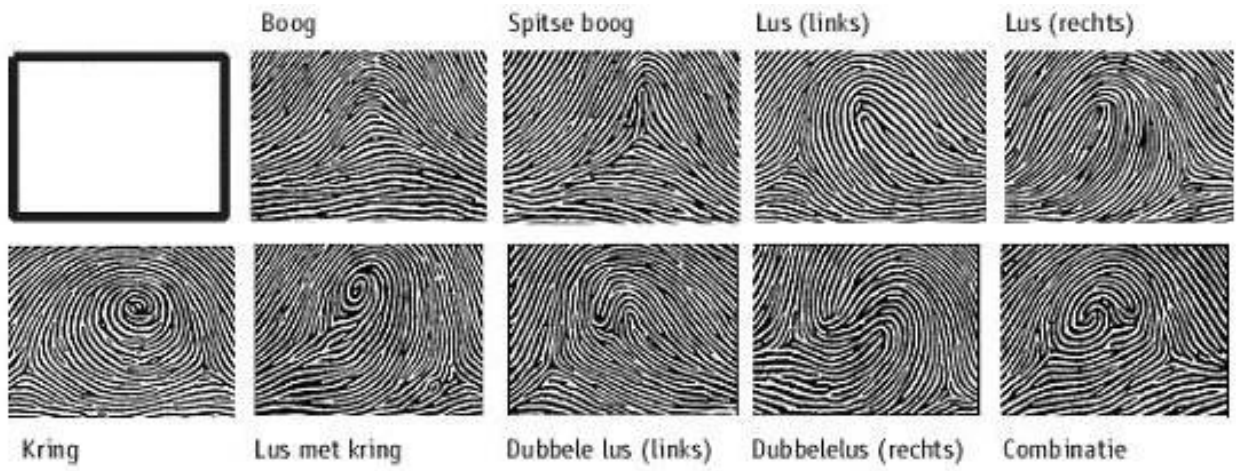 Boog Spitse boog Lus (links) Lus (rechts)
Kring Lus met kring Dubbele lus (links) Dubbelelus (rechts) Combinatie